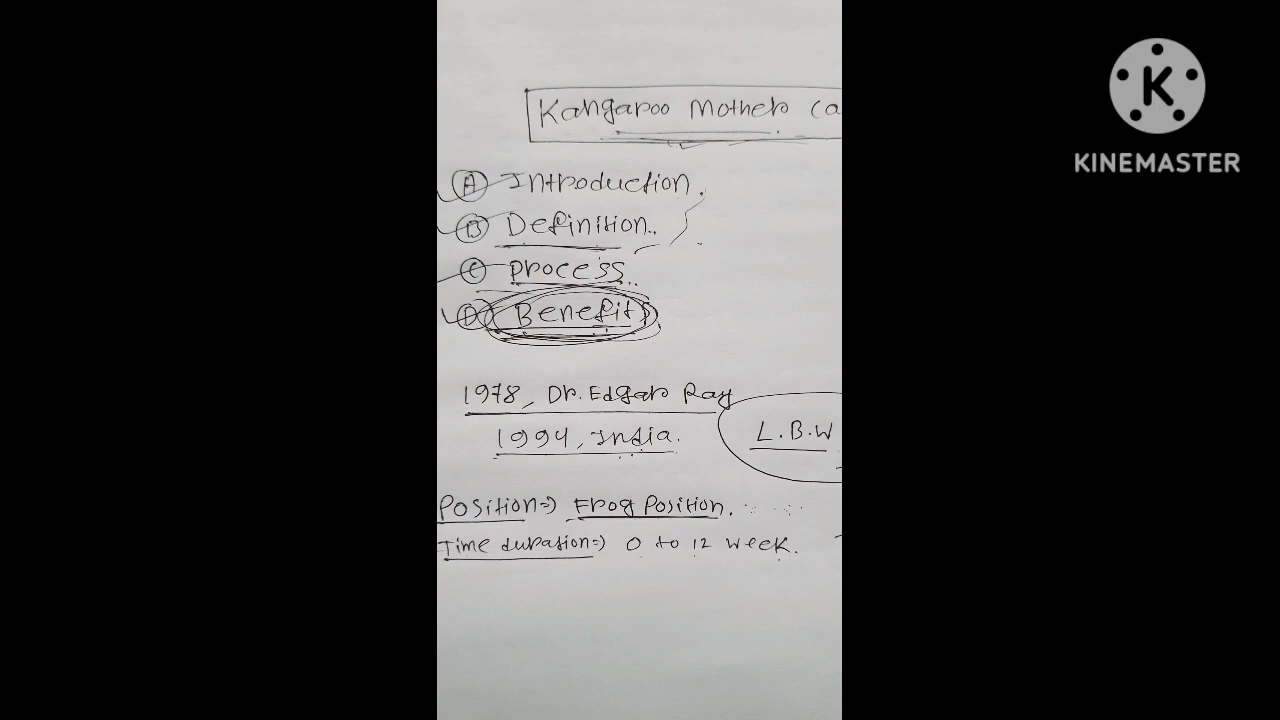 Kangaroo Mother Ca
A Introduction.
B Definition..
C Process..
D Benefits
1978, Dr. Edgar Ray
1994, India.
L.B.W
Position=> Frog Position.
Time duration=> 0 to 12 week.
KINEMASTER